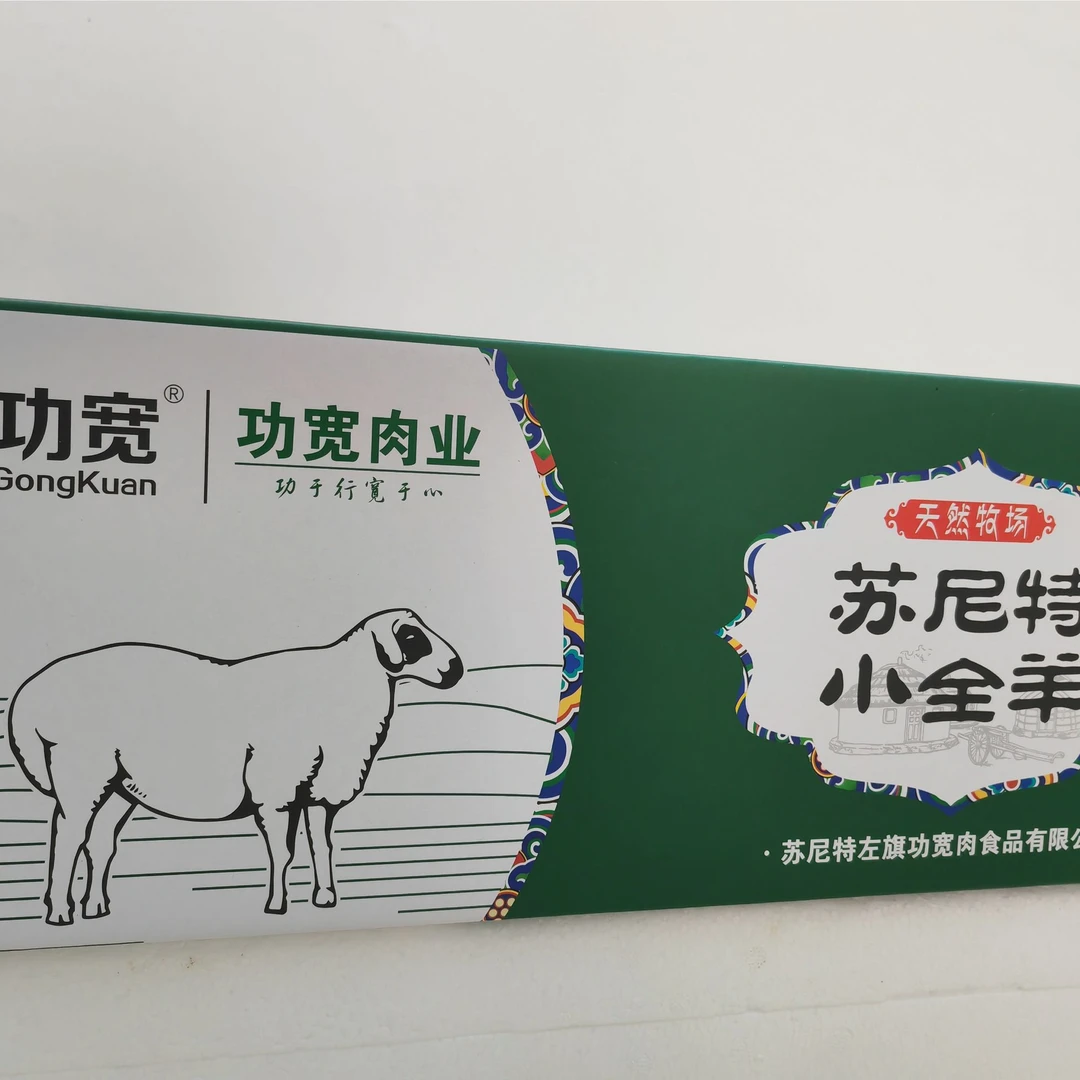 功宽®
GongKuan
功宽肉业
功于行宽于心
天然牧场
苏尼特
小全羊
·苏尼特左旗功宽肉食品有限公